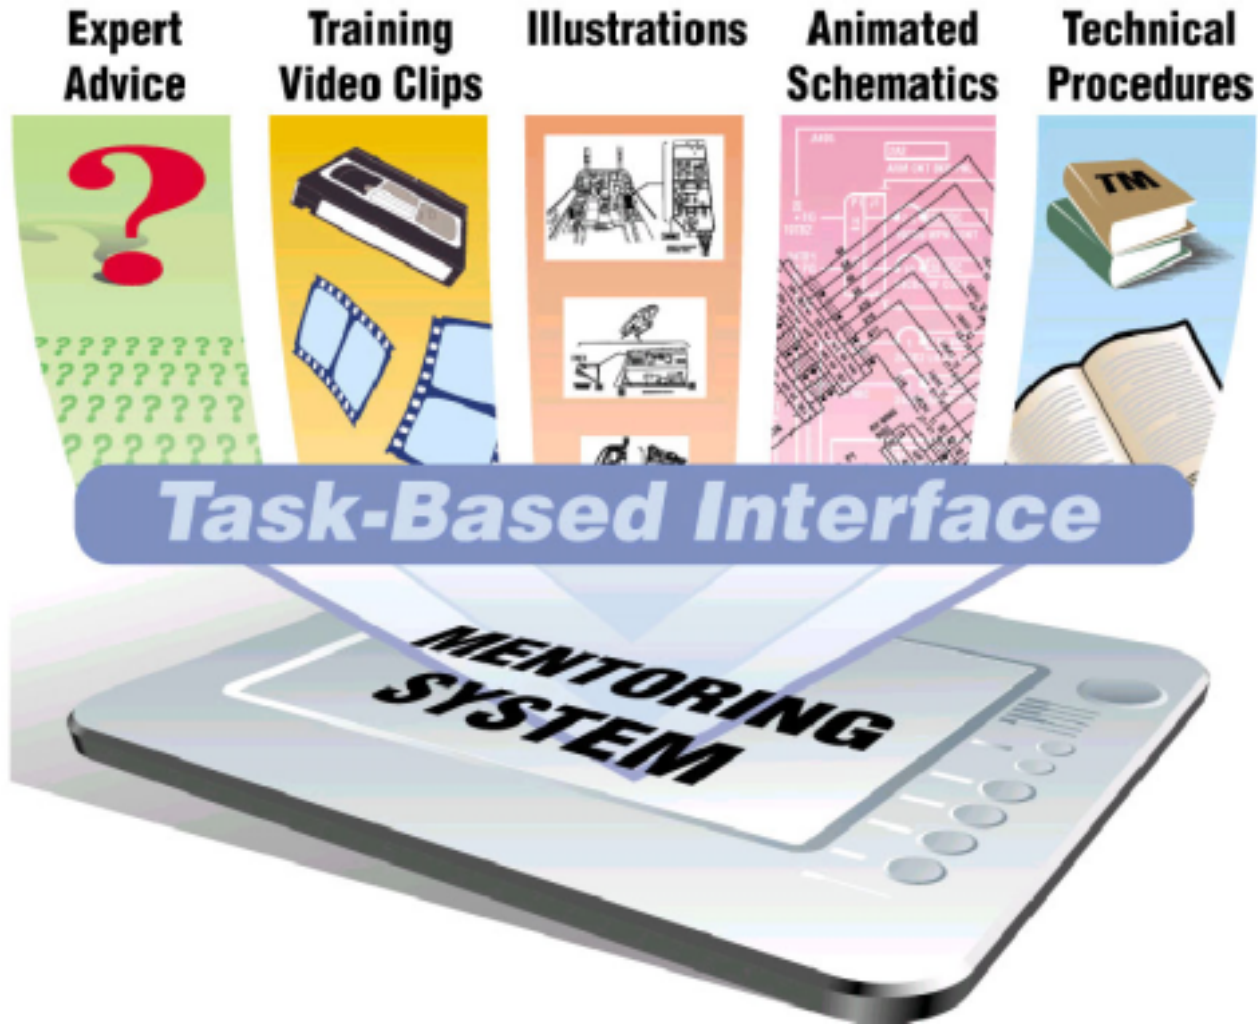 Expert
Advice
Training
Video Clips
Illustrations
Animated
Schematics
Technical
Procedures
?
TM
? ? ? ? ? ? ? ? ?
? ? ? ? ? ? ? ? ?
? ? ? ? ? ? ? ?
? ? ? ? ? ? ?
Task-Based Interface
MENTORING
SYSTEM